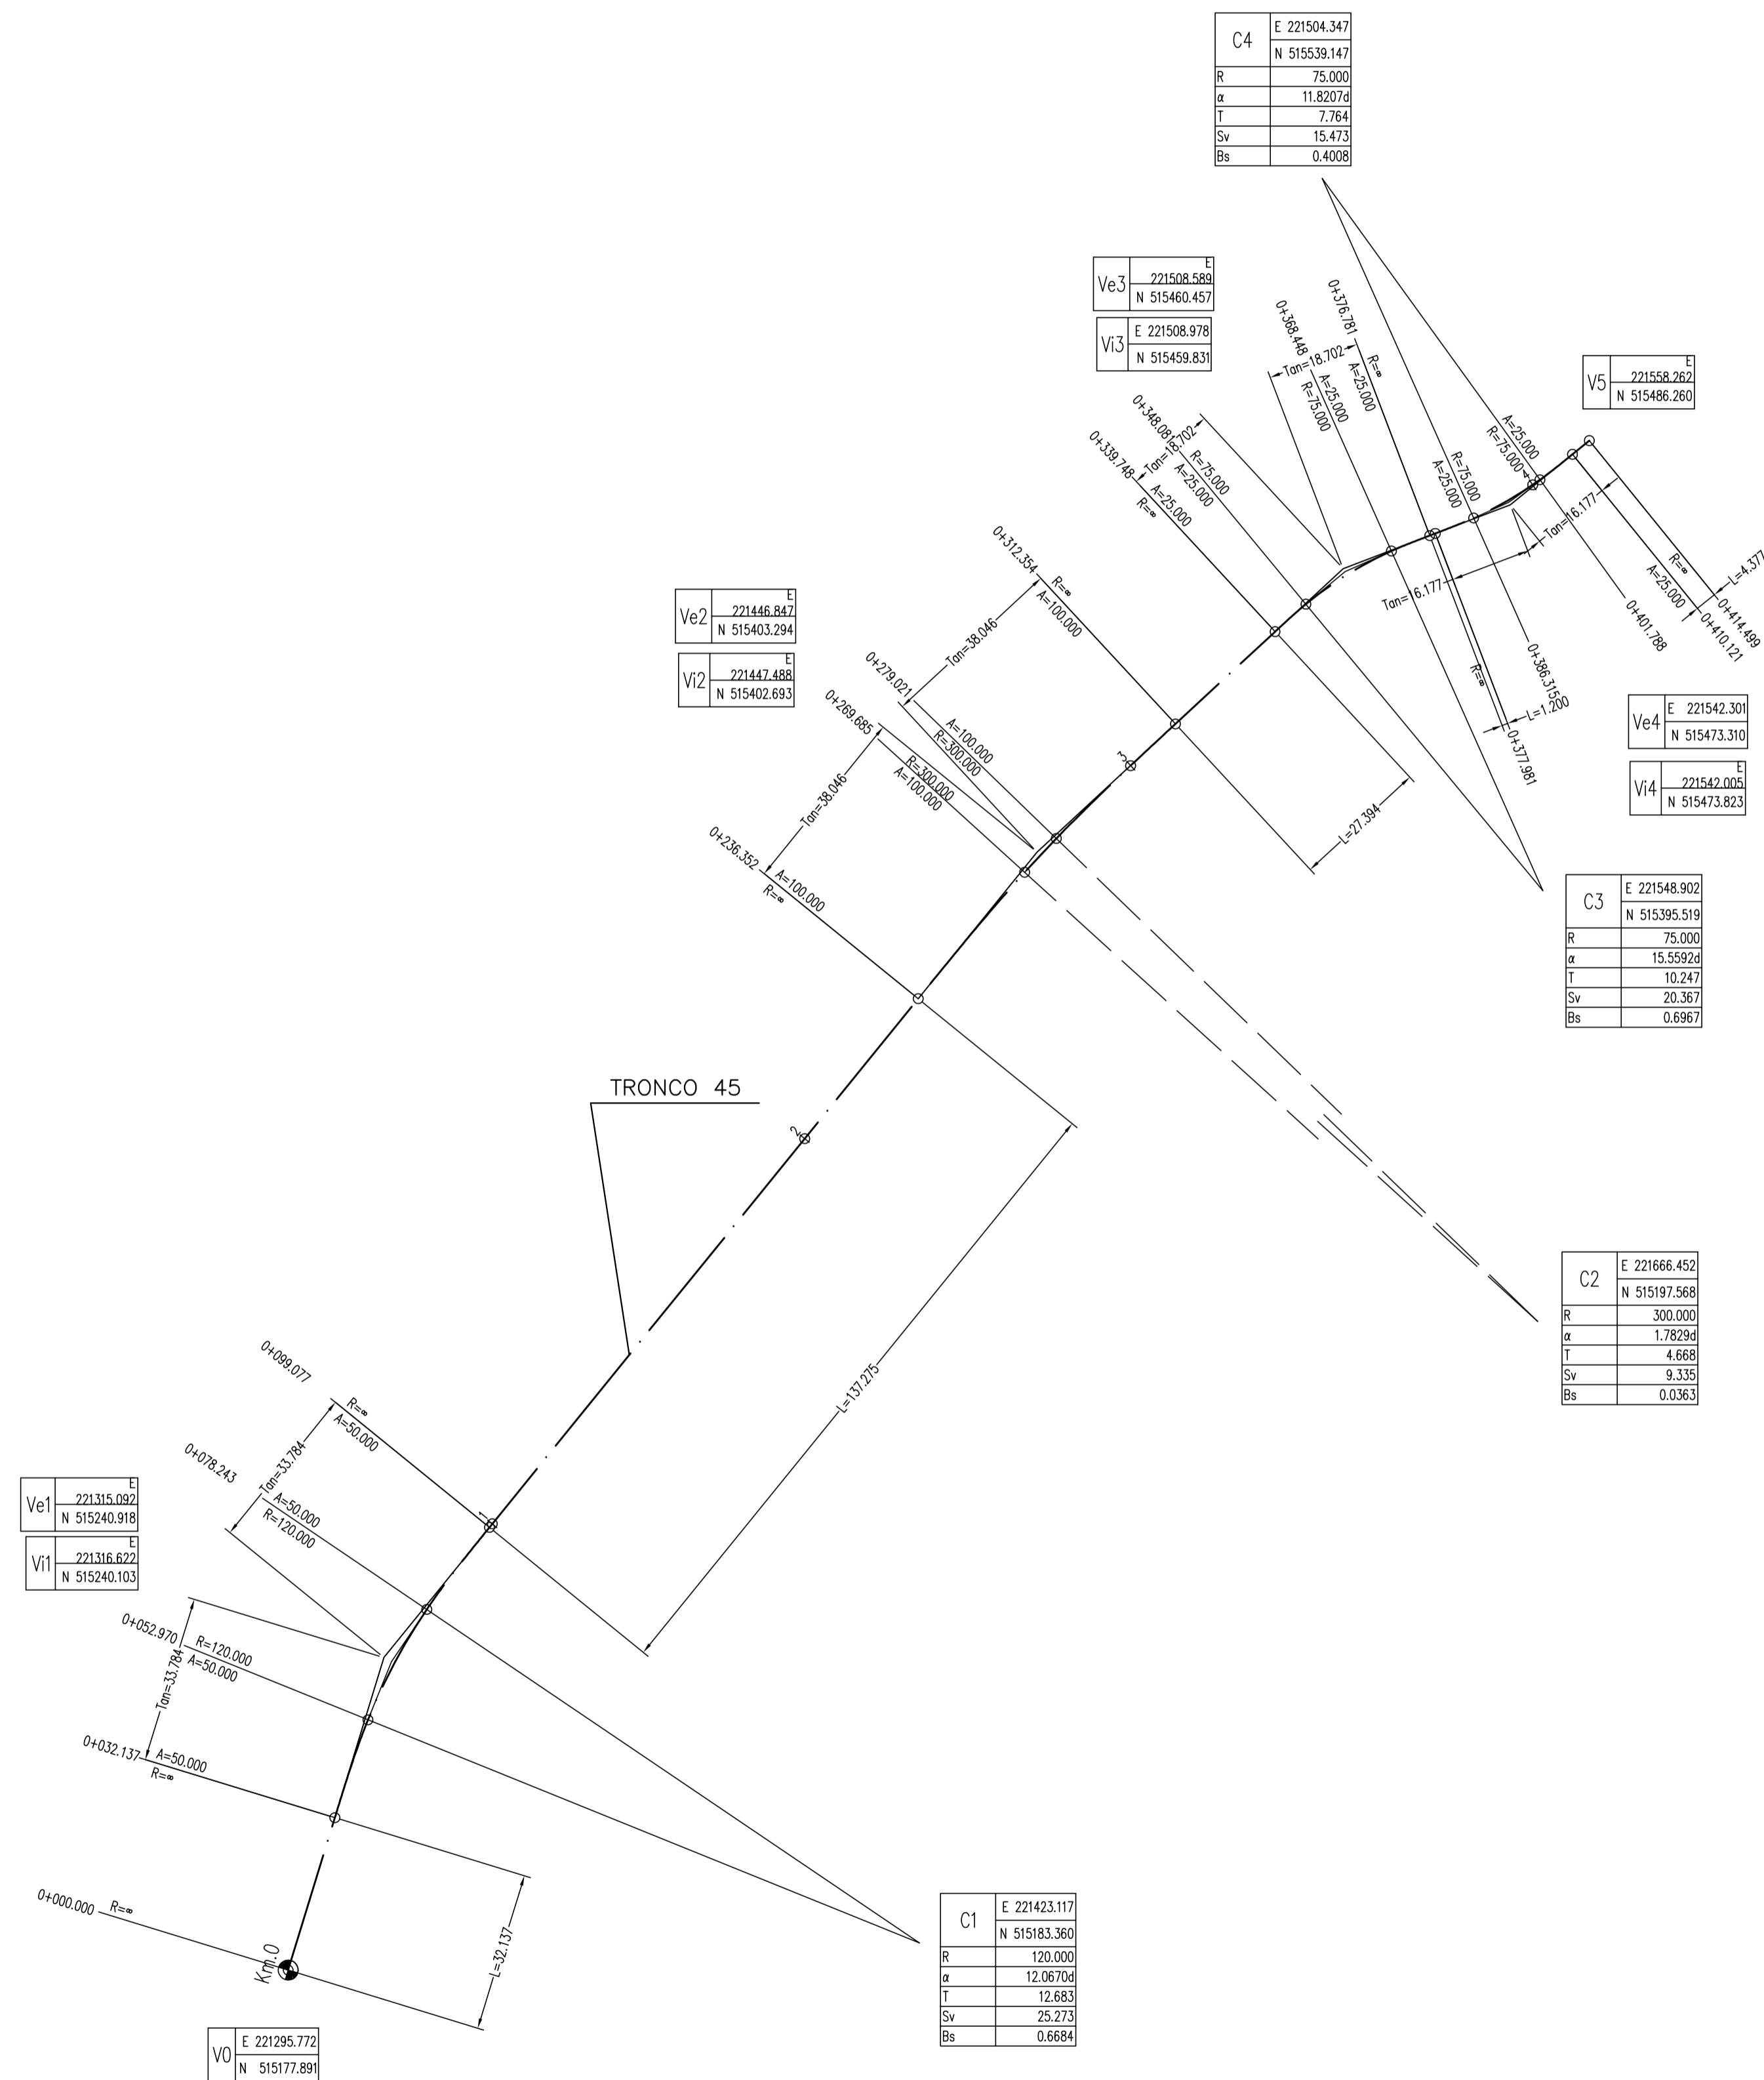 C4
E 221504.347
N 515539.147
R 75.000
α 11.8207d
T 7.764
Sv 15.473
Bs 0.4008
Ve3
E
221508.589
N 515460.457
Vi3
E 221508.978
N 515459.831
V5
E
221558.262
N 515486.260
0+376.781
R=∞
A=25.000
0+368.448
A=25.000
R=75.000
Tan=18.702
0+348.081
R=75.000
A=25.000
Tan=18.702
0+339.748
A=25.000
R=∞
A=25.000
R=75.000
4
R=75.000
A=25.000
Tan=16.177
Tan=16.177
R=∞
A=25.000
L=4.377
0+414.499
0+410.121
0+401.788
0+386.315
L=1.200
R=∞
0+377.981
0+312.354
R=∞
A=100.000
Tan=38.046
Ve2
E
221446.847
N 515403.294
Vi2
E
221447.488
N 515402.693
0+279.021
A=100.000
R=300.000
0+269.685
R=300.000
A=100.000
Tan=38.046
3
L=27.394
Ve4
E 221542.301
N 515473.310
Vi4
E
221542.005
N 515473.823
0+236.352
A=100.000
R=∞
C3
E 221548.902
N 515395.519
R 75.000
α 15.5592d
T 10.247
Sv 20.367
Bs 0.6967
TRONCO 45
2
C2
E 221666.452
N 515197.568
R 300.000
α 1.7829d
T 4.668
Sv 9.335
Bs 0.0363
L=137.275
0+099.077
R=∞
A=50.000
Tan=33.784
0+078.243
A=50.000
R=120.000
1
Ve1
E
221315.092
N 515240.918
Vi1
E
221316.622
N 515240.103
0+052.970
R=120.000
A=50.000
Tan=33.784
0+032.137
A=50.000
R=∞
0+000.000
R=∞
Km.0
L=32.137
C1
E 221423.117
N 515183.360
R 120.000
α 12.0670d
T 12.683
Sv 25.273
Bs 0.6684
V0
E 221295.772
N 515177.891